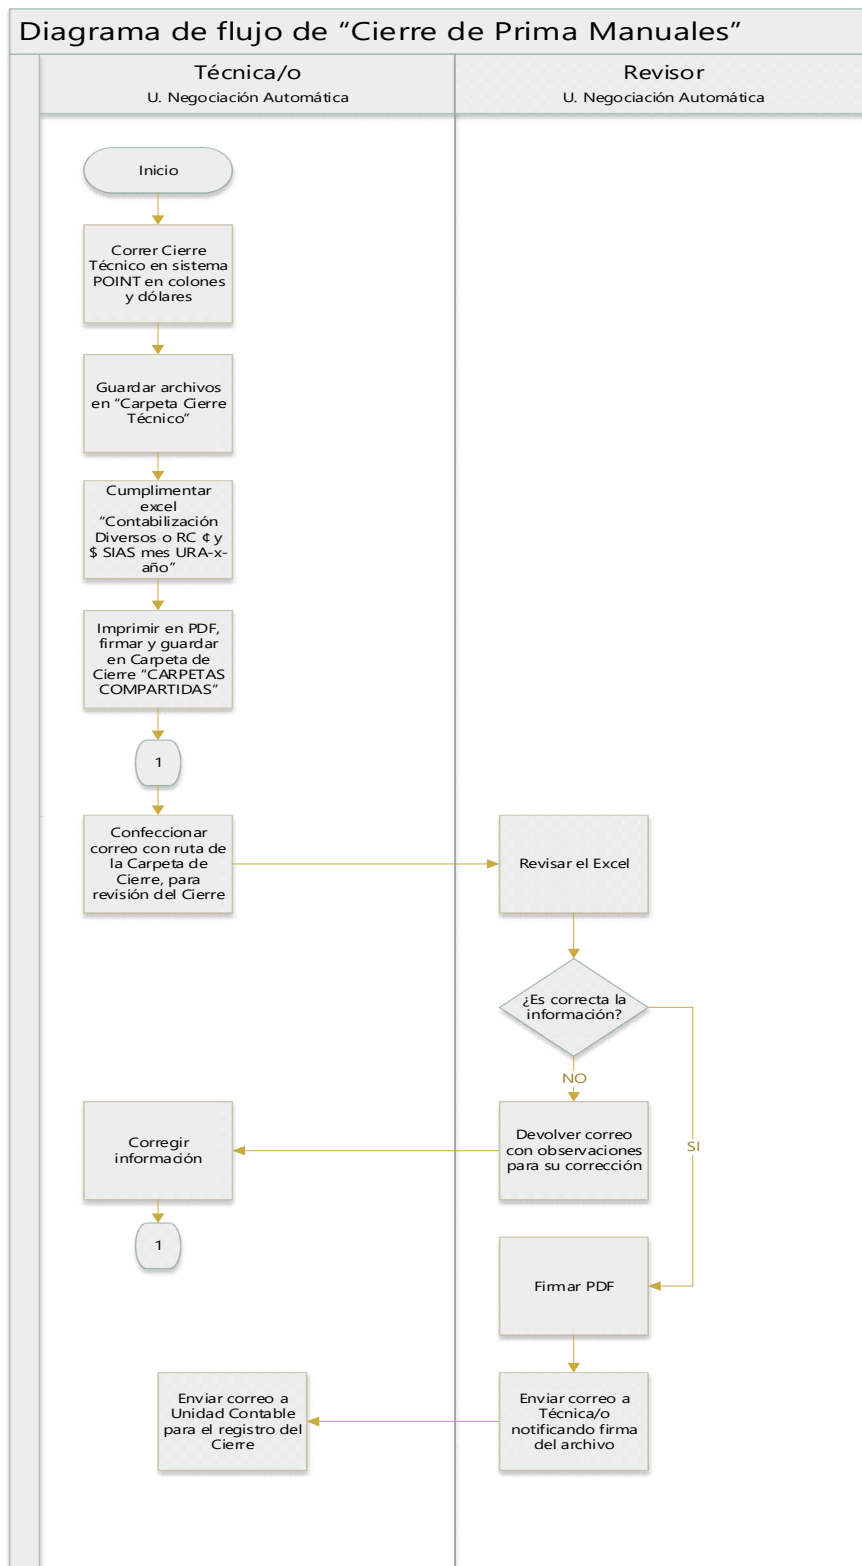 Diagrama de flujo de “Cierre de Prima Manuales”
Técnica/o
U. Negociación Automática
Revisor
U. Negociación Automática
Inicio
Correr Cierre
Técnico en sistema
POINT en colones
y dólares
Guardar archivos
en “Carpeta Cierre
Técnico”
Cumplimentar
excel
“Contabilización
Diversos o RC ¢ y
$ SIAS mes URA-x-
año”
Imprimir en PDF,
firmar y guardar
en Carpeta de
Cierre “CARPETAS
COMPARTIDAS”
1
Confeccionar
correo con ruta de
la Carpeta de
Cierre, para
revisión del Cierre
Revisar el Excel
¿Es correcta la
información?
NO
SI
Devolver correo
con observaciones
para su corrección
Corregir
información
1
Firmar PDF
Enviar correo a
Técnica/o
notificando firma
del archivo
Enviar correo a
Unidad Contable
para el registro del
Cierre